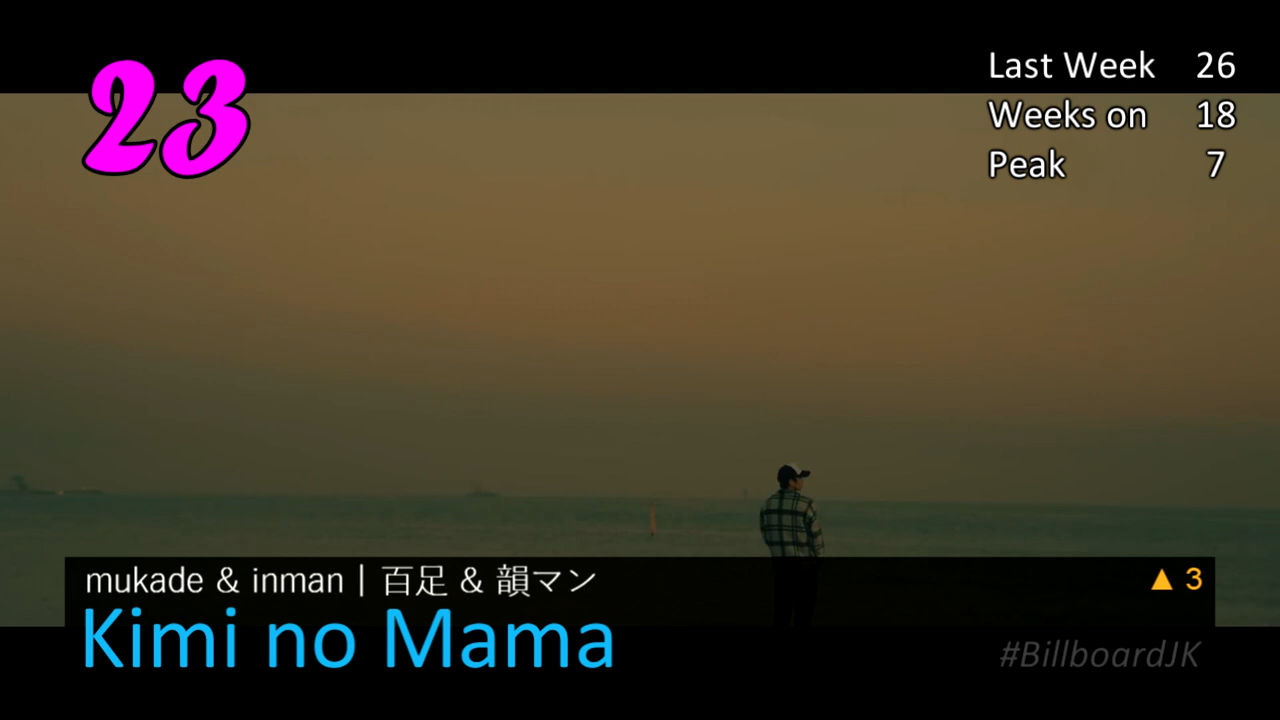 23
Last Week 26
Weeks on 18
Peak 7
mukade & inman | 百足 & 韻マン
▲ 3
Kimi no Mama
#BillboardJK